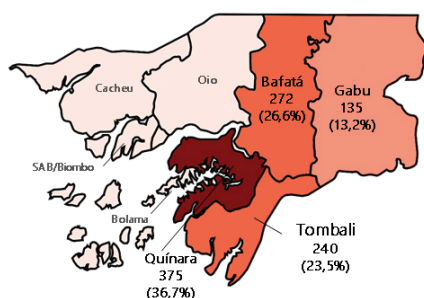 Cacheu
Oio
Bafatá
272
(26,6%)
Gabu
135
(13,2%)
SAB/Biombo
Bolama
Quínara
375
(36,7%)
Tombali
240
(23,5%)